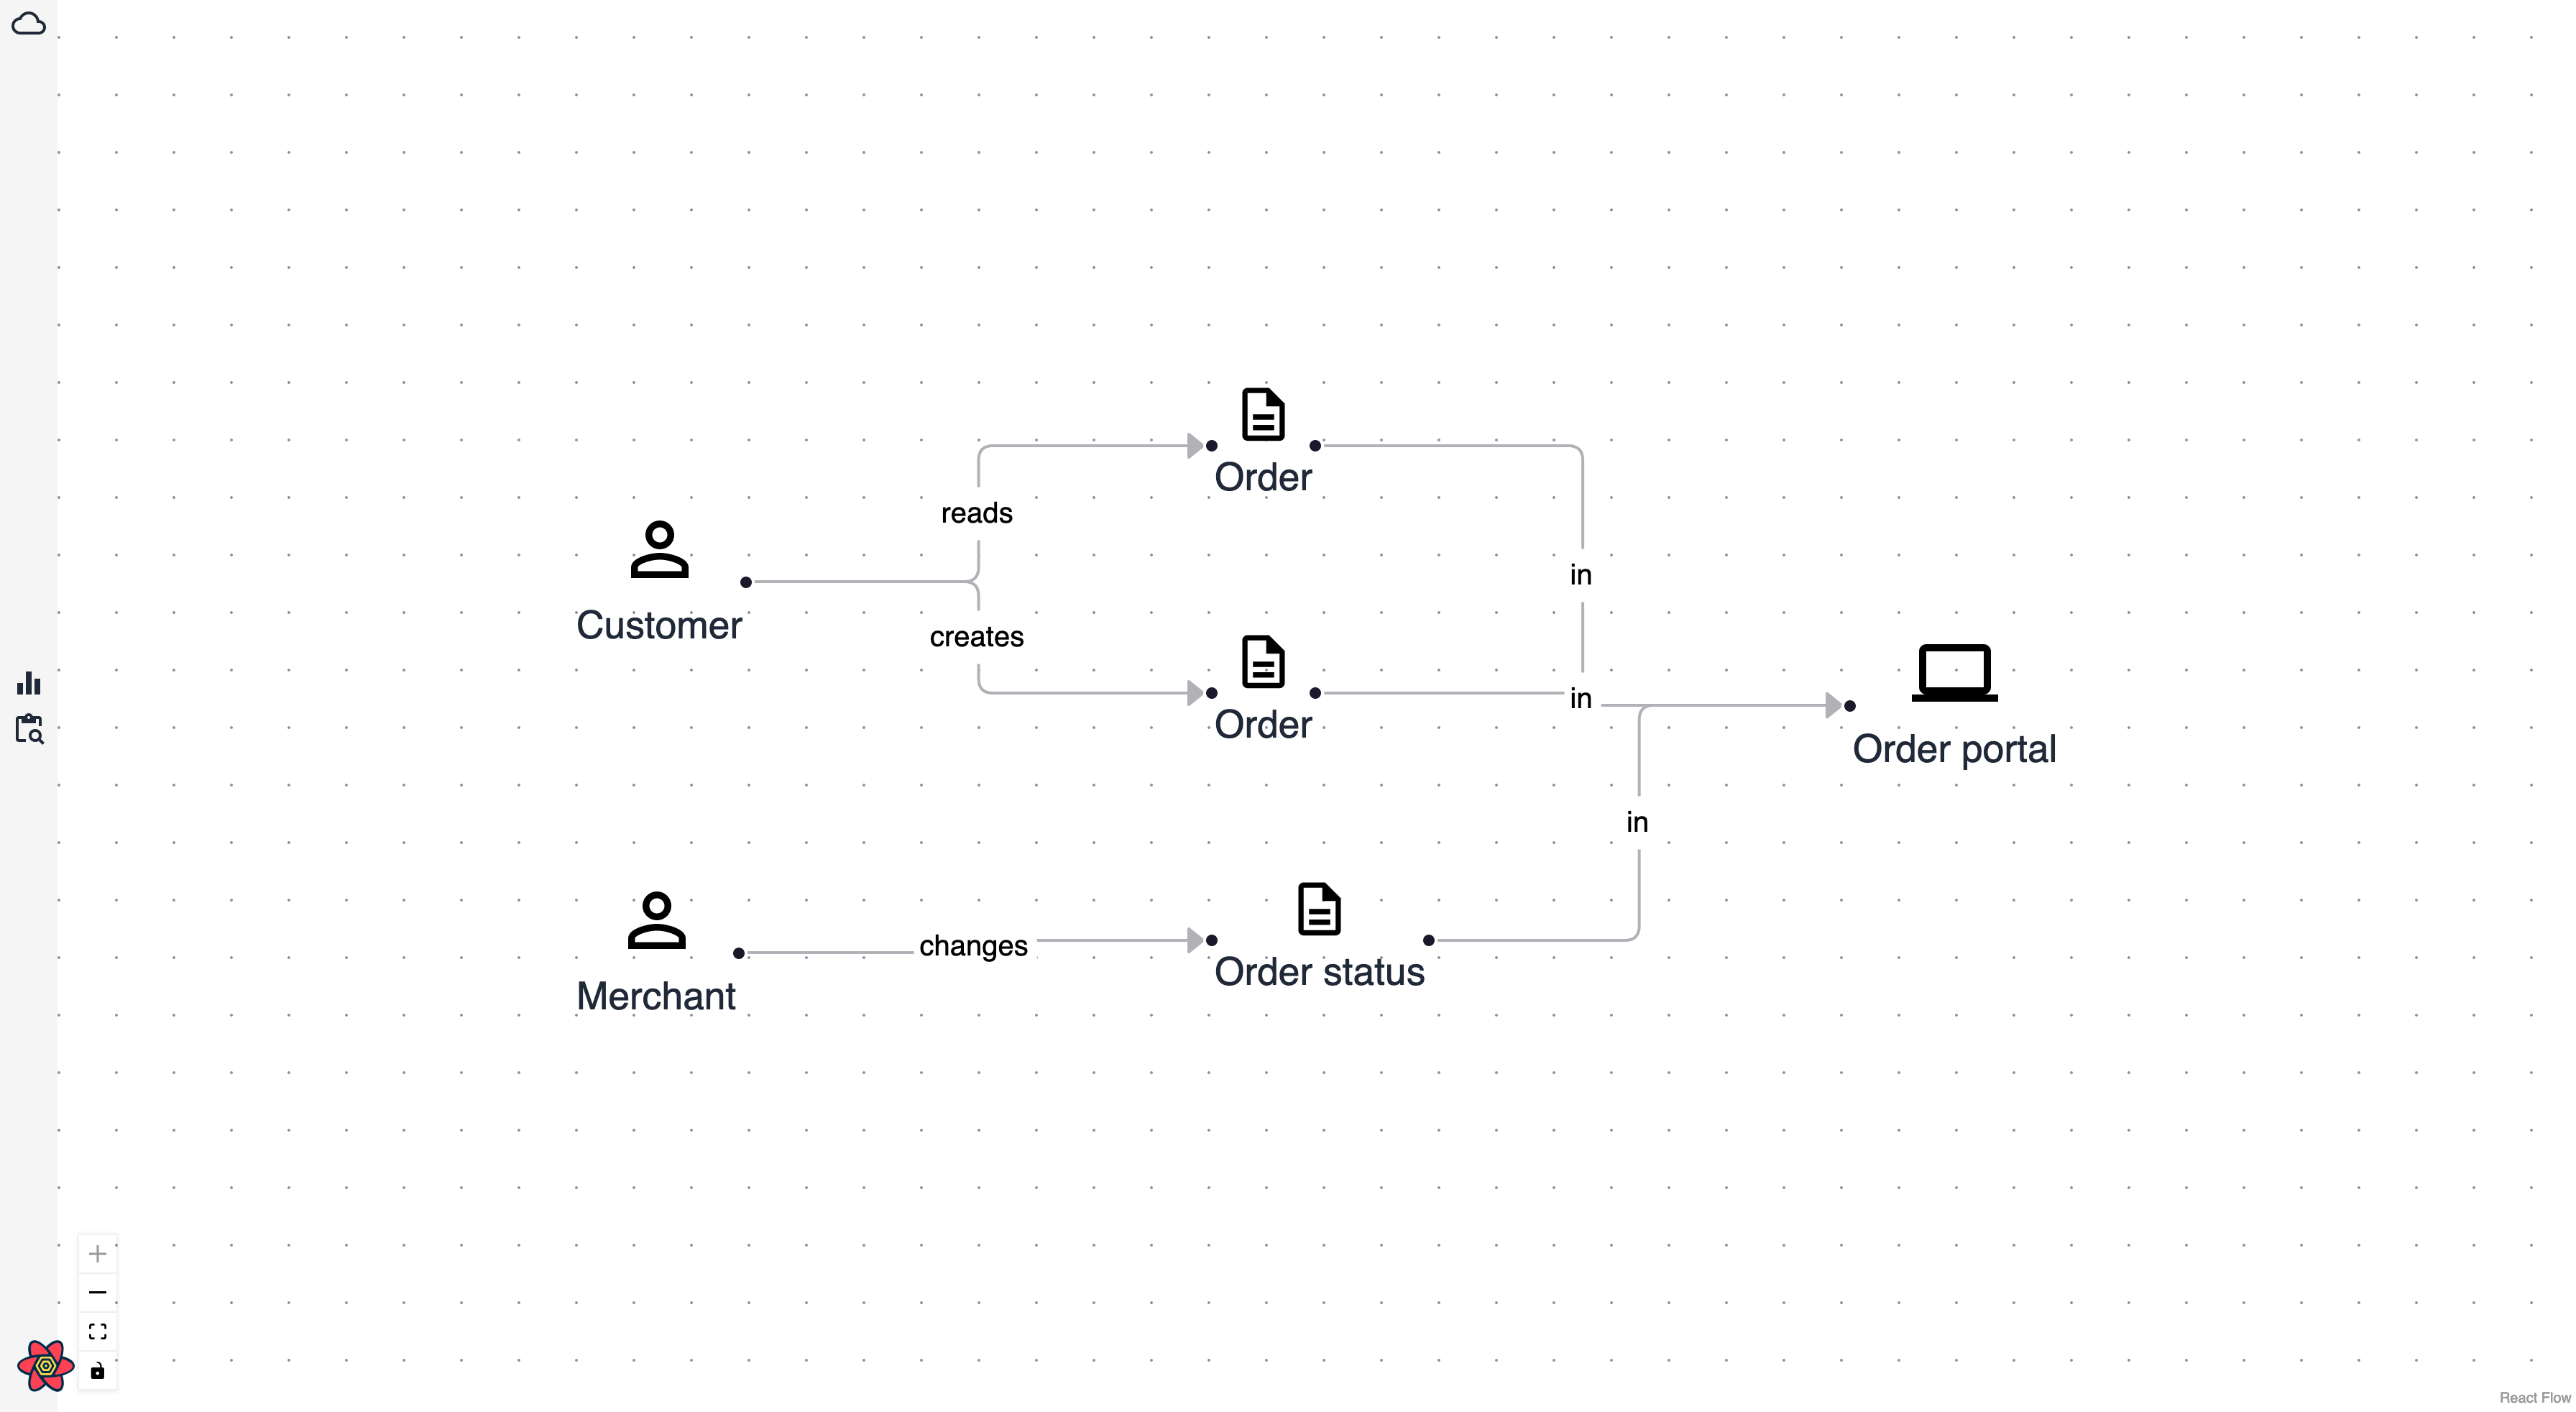 Order
reads
Customer
in
creates
Order
in
Order portal
in
changes
Order status
Merchant
React Flow